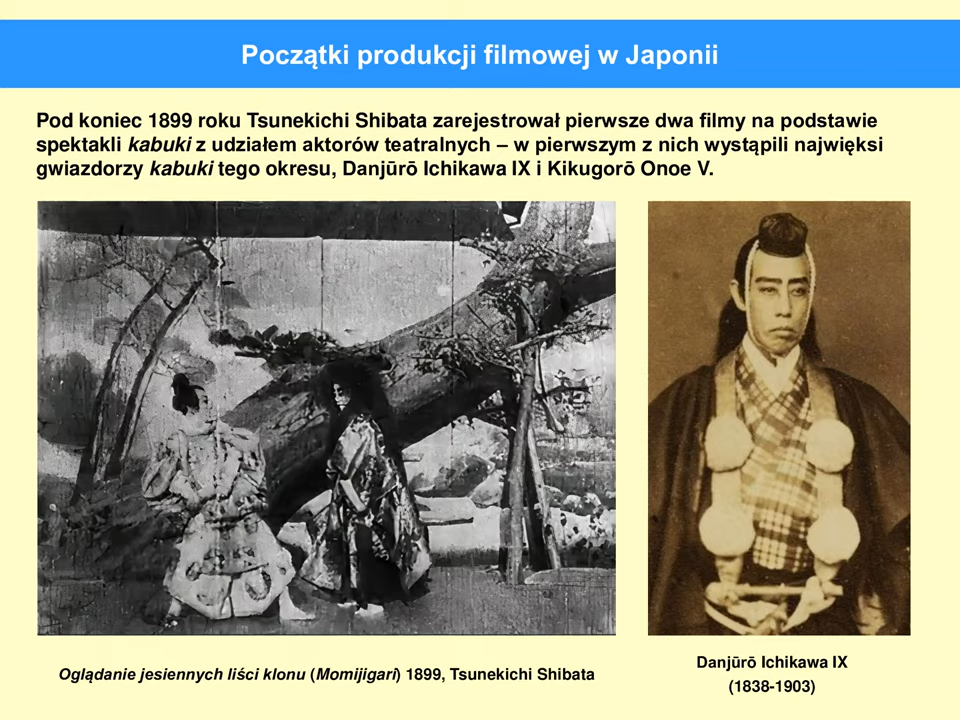 Początki produkcji filmowej w Japonii
Pod koniec 1899 roku Tsunekichi Shibata zarejestrował pierwsze dwa filmy na podstawie
spektakli kabuki z udziałem aktorów teatralnych – w pierwszym z nich wystąpili najwięksi
gwiazdorzy kabuki tego okresu, Danjūrō Ichikawa IX i Kikugorō Onoe V.
Oglądanie jesiennych liści klonu (Momijigari) 1899, Tsunekichi Shibata
Danjūrō Ichikawa IX
(1838-1903)